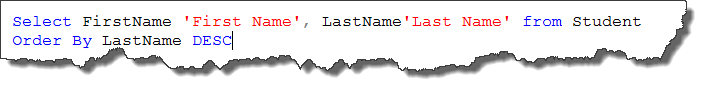 Select FirstName 'First Name', LastName'Last Name' from Student
Order By LastName DESC